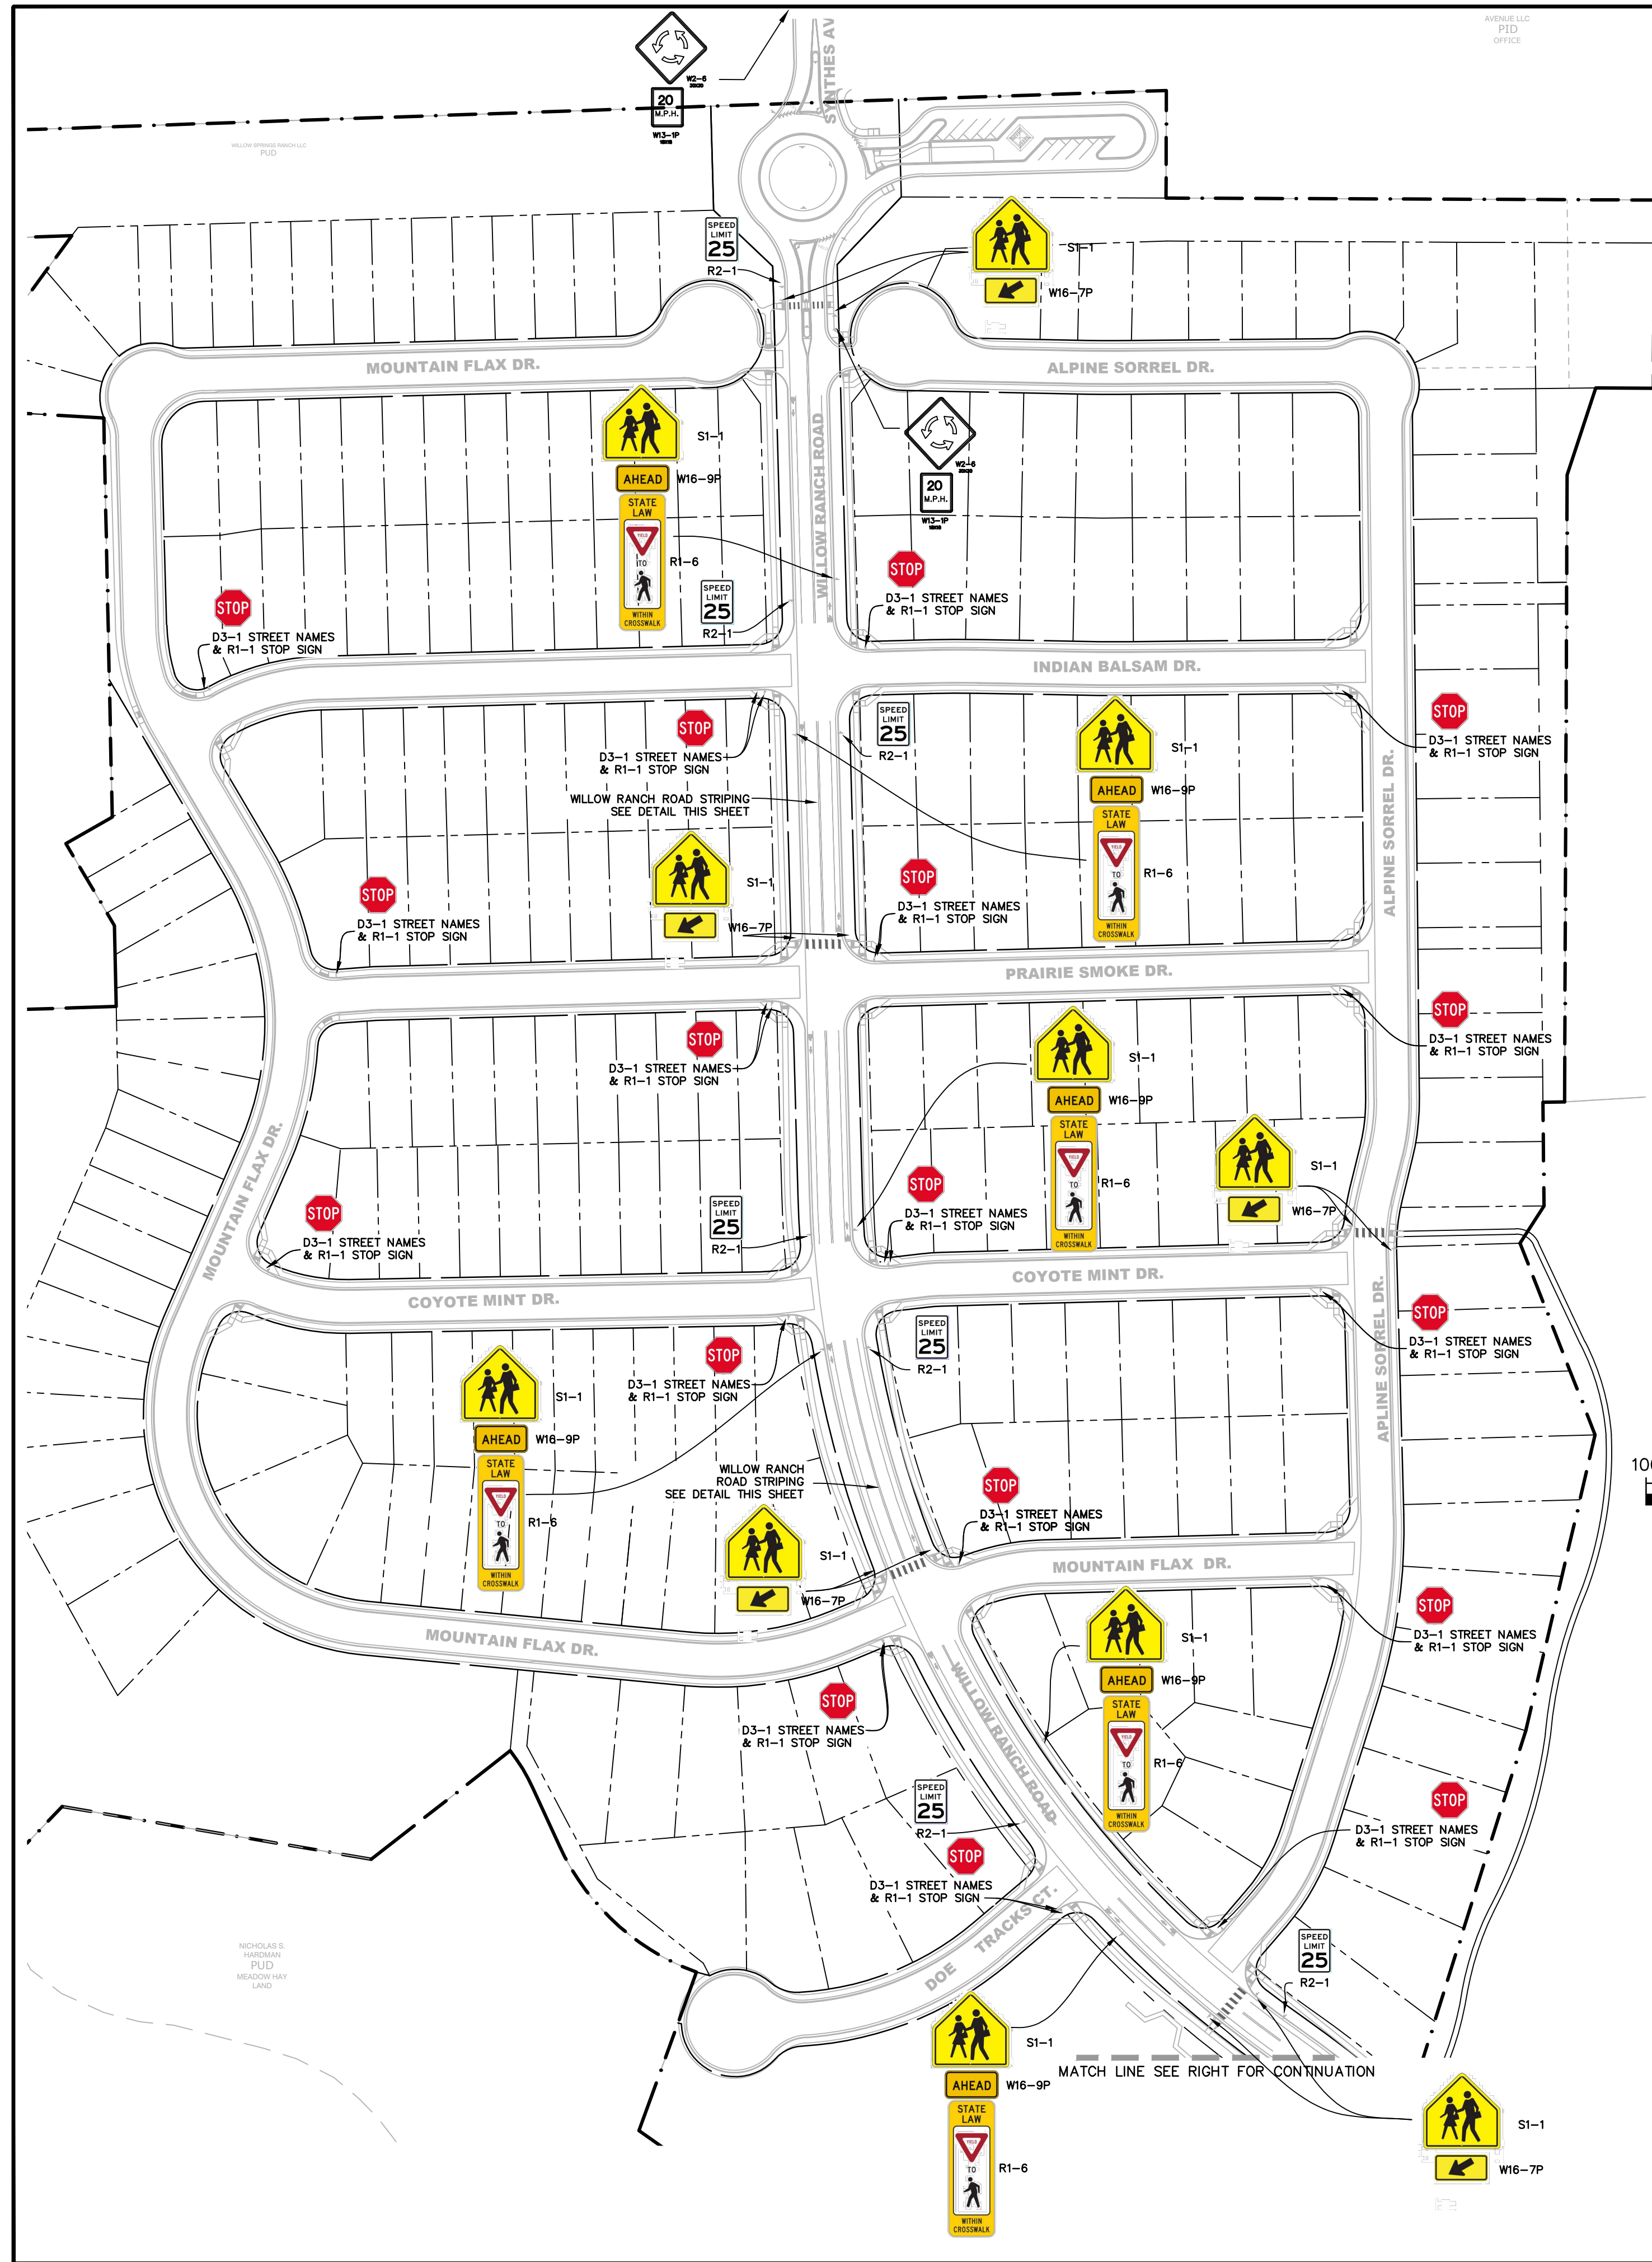 AVENUE LLC
PID
OFFICE
SYNTHES AV
W2-6
30X30
20
M.P.H.
W13-1P
18X18
WILLOW SPRINGS RANCH LLC
PUD
SPEED
LIMIT
25
R2-1
S1-1
W16-7P
MOUNTAIN FLAX DR.
ALPINE SORREL DR.
S1-1
AHEAD
W16-9P
STATE
LAW
YIELD
TO
R1-6
WITHIN
CROSSWALK
WILLOW RANCH ROAD
W2-6
30X30
20
M.P.H.
W13-1P
18X18
SPEED
LIMIT
25
R2-1
STOP
D3-1 STREET NAMES
& R1-1 STOP SIGN
STOP
D3-1 STREET NAMES
& R1-1 STOP SIGN
INDIAN BALSAM DR.
STOP
D3-1 STREET NAMES
& R1-1 STOP SIGN
SPEED
LIMIT
25
R2-1
S1-1
AHEAD
W16-9P
STATE
LAW
YIELD
TO
R1-6
WITHIN
CROSSWALK
STOP
D3-1 STREET NAMES
& R1-1 STOP SIGN
ALPINE SORREL DR.
WILLOW RANCH ROAD STRIPING
SEE DETAIL THIS SHEET
S1-1
W16-7P
STOP
D3-1 STREET NAMES
& R1-1 STOP SIGN
STOP
D3-1 STREET NAMES
& R1-1 STOP SIGN
PRAIRIE SMOKE DR.
STOP
D3-1 STREET NAMES
& R1-1 STOP SIGN
S1-1
AHEAD
W16-9P
STATE
LAW
YIELD
TO
R1-6
WITHIN
CROSSWALK
STOP
D3-1 STREET NAMES
& R1-1 STOP SIGN
MOUNTAIN FLAX DR.
S1-1
W16-7P
STOP
D3-1 STREET NAMES
& R1-1 STOP SIGN
SPEED
LIMIT
25
R2-1
STOP
D3-1 STREET NAMES
& R1-1 STOP SIGN
COYOTE MINT DR.
COYOTE MINT DR.
STOP
D3-1 STREET NAMES
& R1-1 STOP SIGN
SPEED
LIMIT
25
R2-1
STOP
D3-1 STREET NAMES
& R1-1 STOP SIGN
APLINE SORREL DR.
S1-1
AHEAD
W16-9P
STATE
LAW
YIELD
TO
R1-6
WITHIN
CROSSWALK
WILLOW RANCH
ROAD STRIPING
SEE DETAIL THIS SHEET
STOP
D3-1 STREET NAMES
& R1-1 STOP SIGN
S1-1
W16-7P
MOUNTAIN FLAX DR.
MOUNTAIN FLAX DR.
STOP
D3-1 STREET NAMES
& R1-1 STOP SIGN
S1-1
AHEAD
W16-9P
STATE
LAW
YIELD
TO
R1-6
WITHIN
CROSSWALK
WILLOW RANCH ROAD
STOP
D3-1 STREET NAMES
& R1-1 STOP SIGN
SPEED
LIMIT
25
R2-1
STOP
D3-1 STREET NAMES
& R1-1 STOP SIGN
STOP
D3-1 STREET NAMES
& R1-1 STOP SIGN
DOE TRACKS CT.
SPEED
LIMIT
25
R2-1
NICHOLAS S.
HARDMAN
PUD
MEADOW HAY
LAND
S1-1
AHEAD
W16-9P
STATE
LAW
YIELD
TO
R1-6
WITHIN
CROSSWALK
MATCH LINE SEE RIGHT FOR CONTINUATION
S1-1
W16-7P